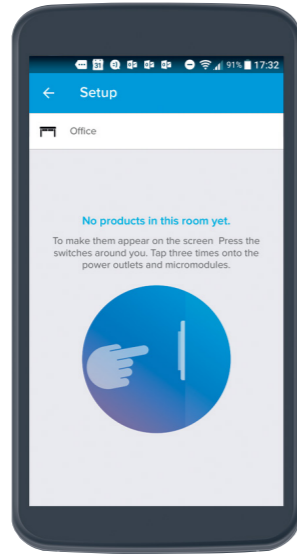 31 91% 17:32
Setup
Office
No products in this room yet.
To make them appear on the screen Press the
switches around you. Tap three times onto the
power outlets and micromodules.